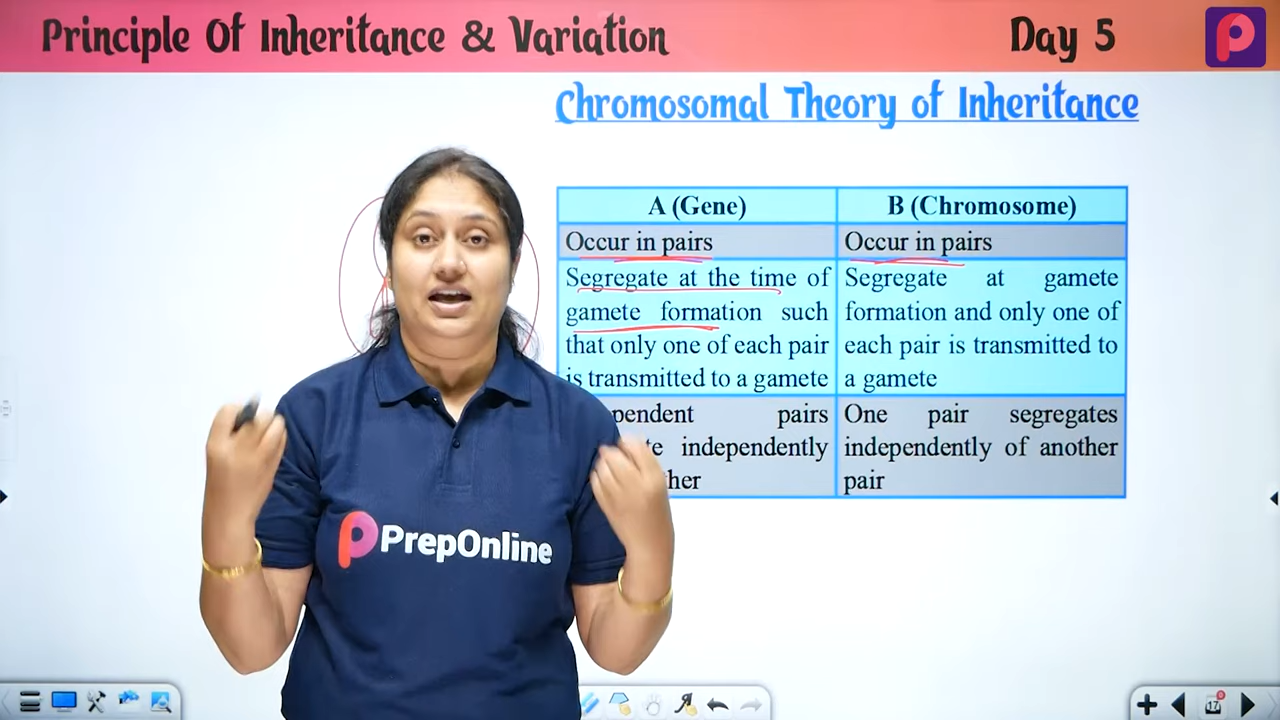 Principle Of Inheritance & Variation
Day 5
Chromosomal Theory of Inheritance
A (Gene)
B (Chromosome)
Occur in pairs
Occur in pairs
Segregate at the time of
gamete formation such
that only one of each pair
is transmitted to a gamete
Segregate at gamete
formation and only one of
each pair is transmitted to
a gamete
pairs
independently
One pair segregates
independently of another
pair
PrepOnline
17